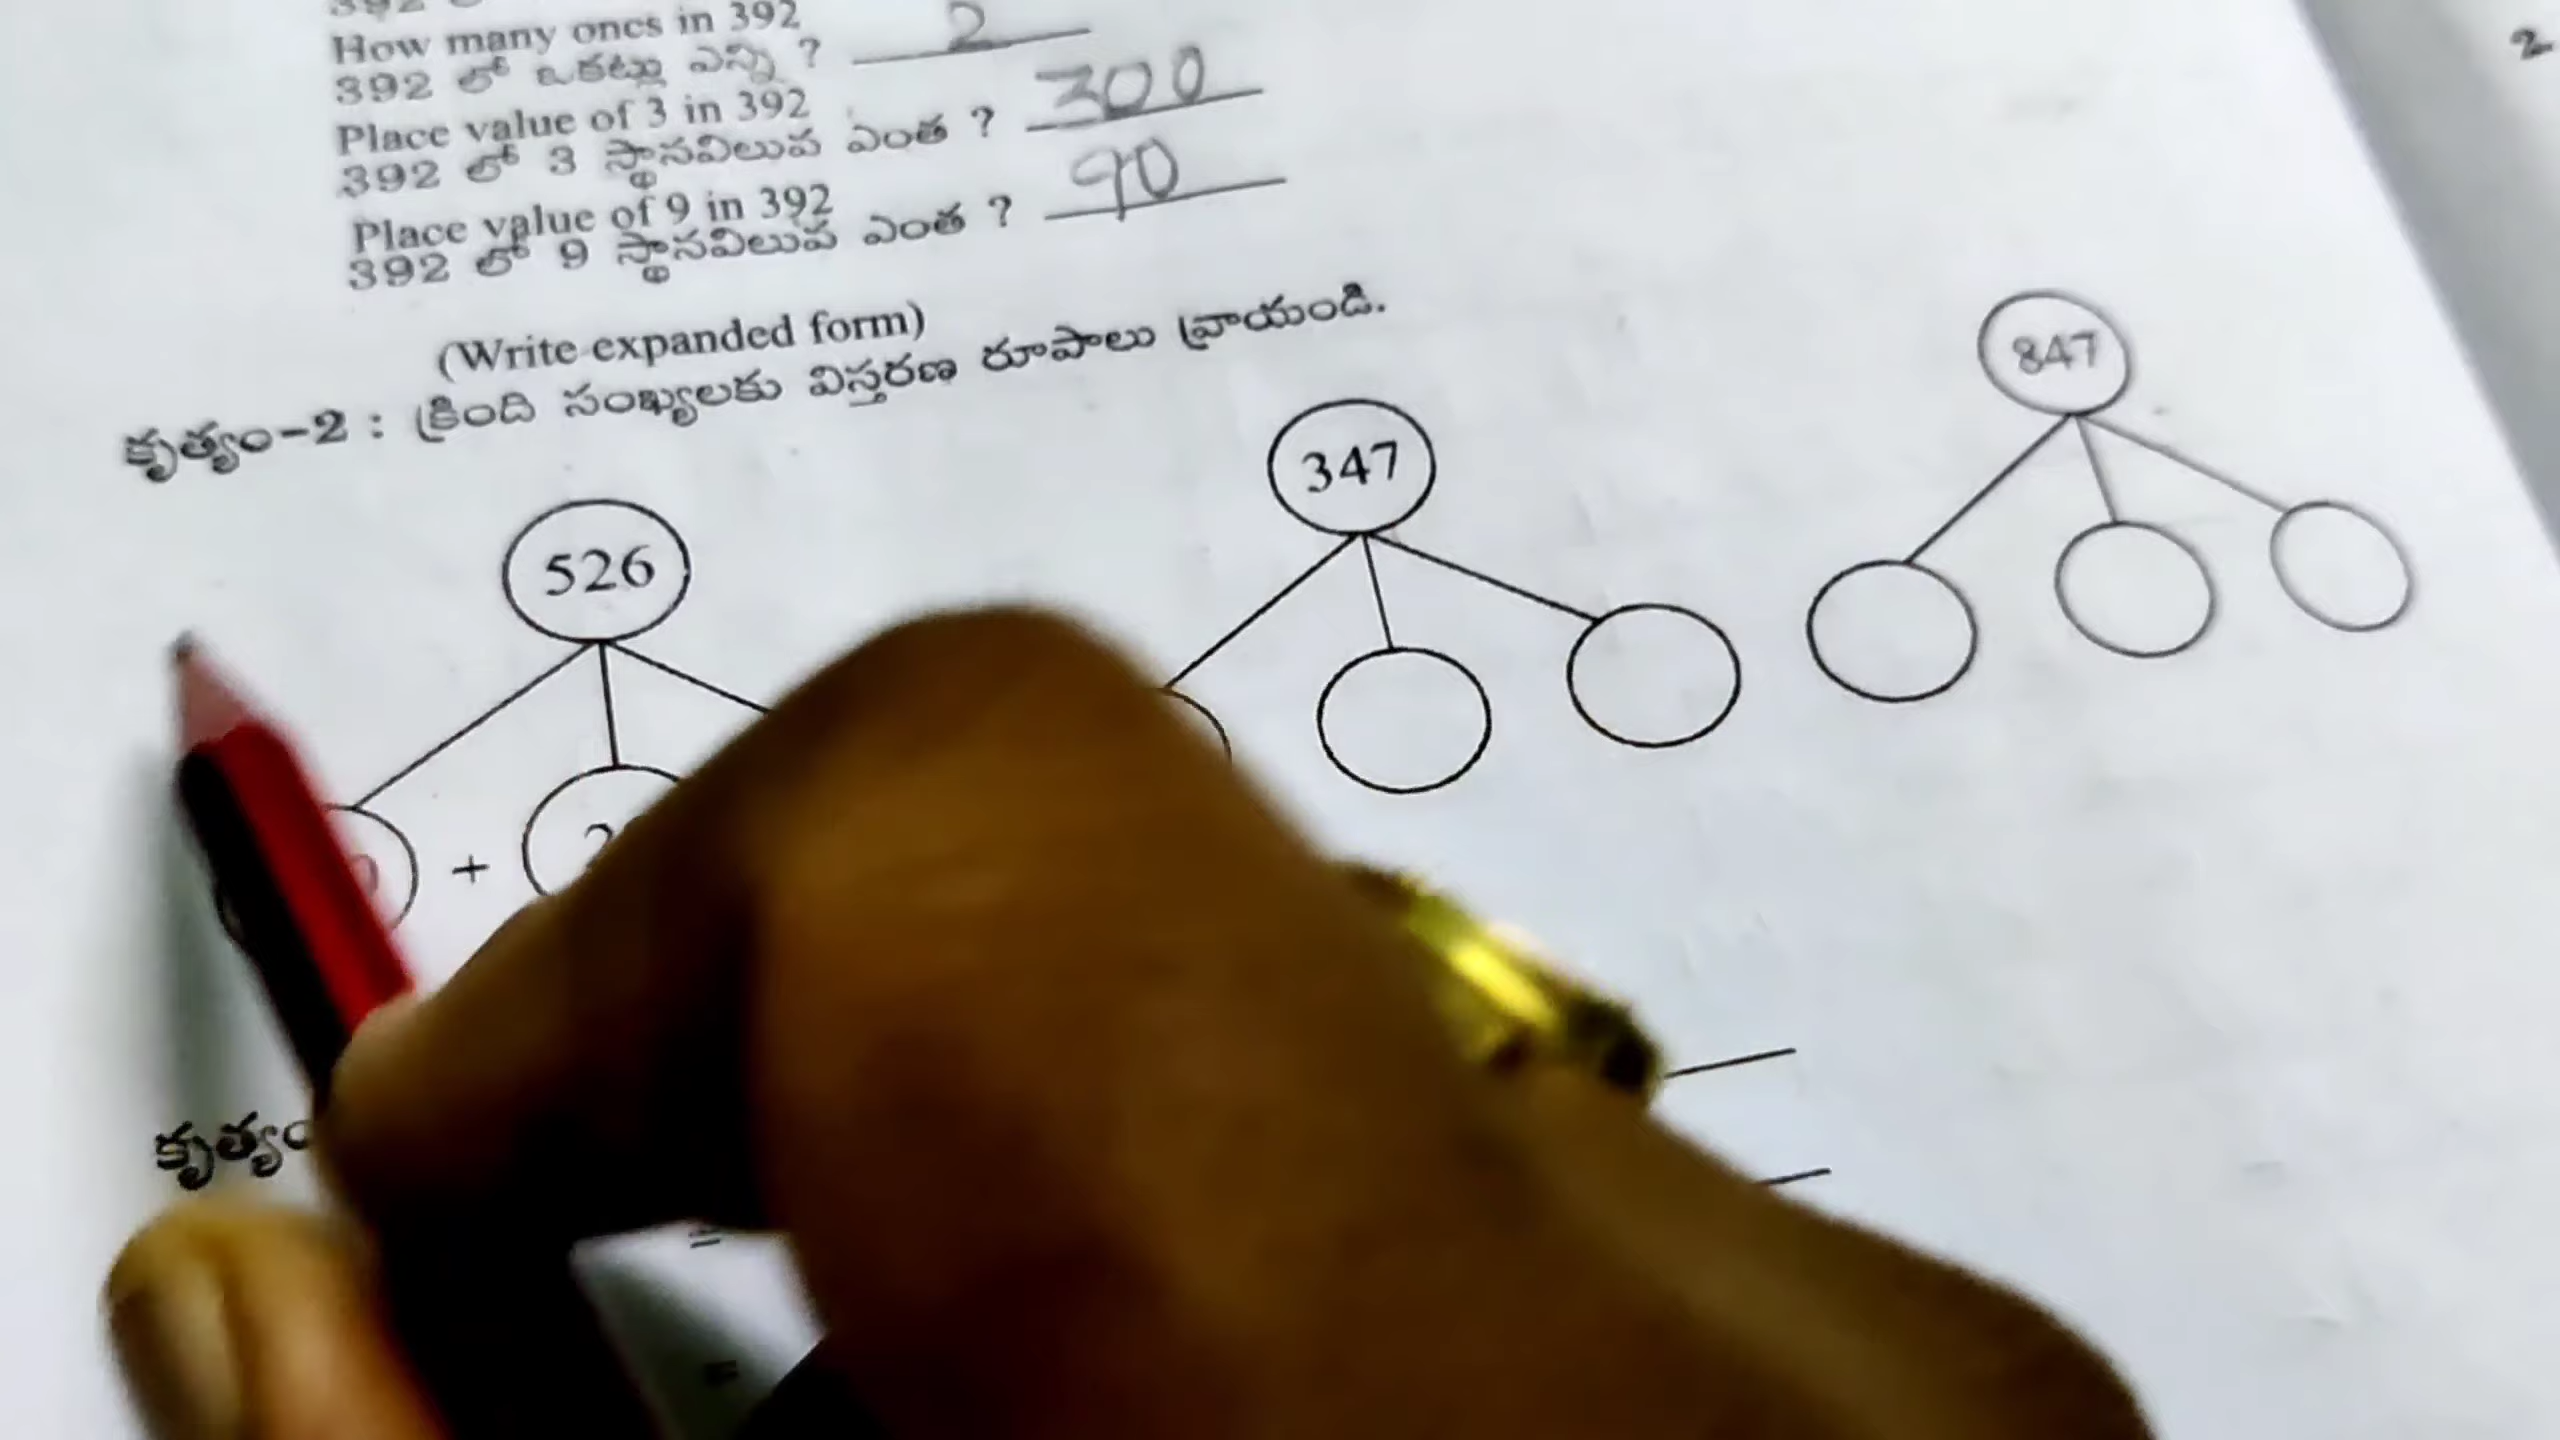 How many ones in 392
392 లో ఒకట్లు ఎన్ని ? 2
Place value of 3 in 392
392 లో 3 స్థానవిలువ ఎంత ? 300
Place value of 9 in 392
392 లో 9 స్థానవిలువ ఎంత ? 90
(Write expanded form)
కృత్యం-2 : క్రింది సంఖ్యలకు విస్తరణ రూపాలు వ్రాయండి.
526 347 847
+
=
=
2